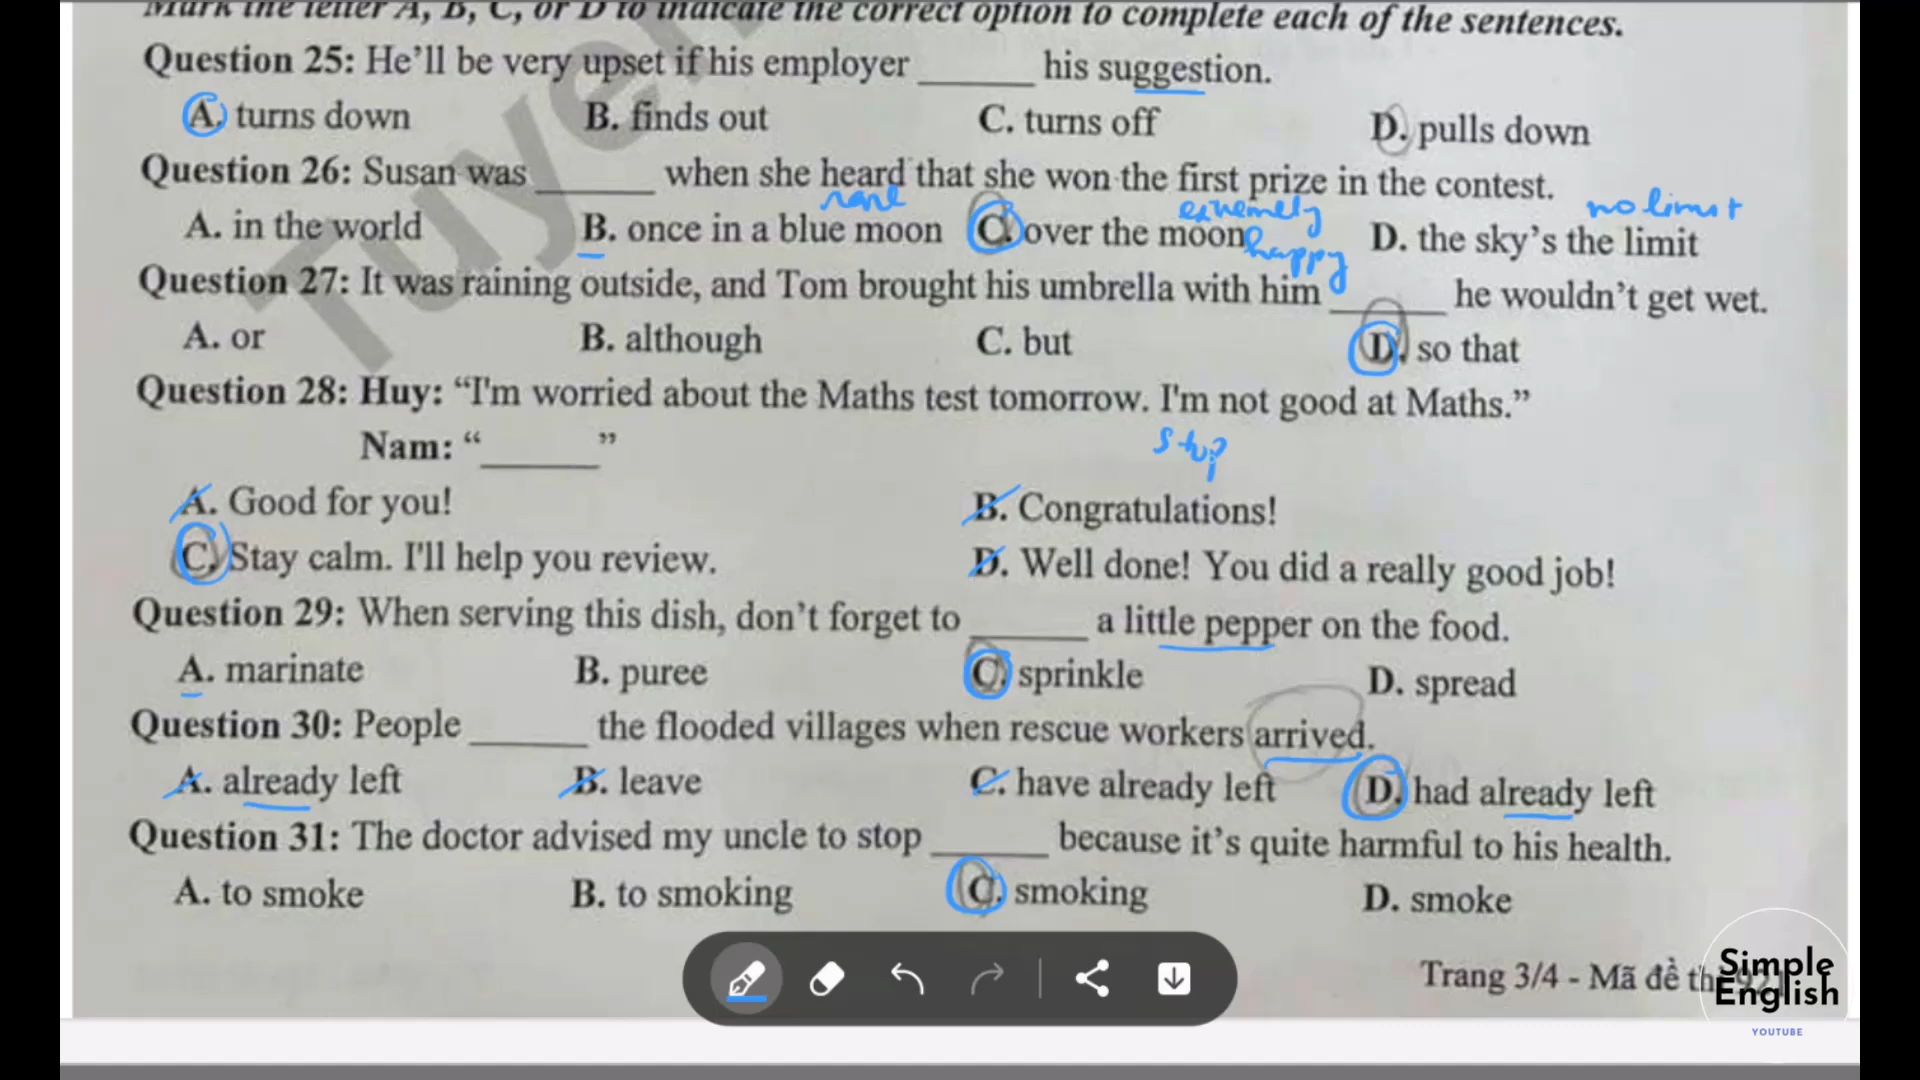 Mark the letter A, B, C, or D to indicate the correct option to complete each of the sentences.
Question 25: He'll be very upset if his employer ______ his suggestion.
A. turns down B. finds out C. turns off D. pulls down
Question 26: Susan was ______ when she heard that she won the first prize in the contest.
rare extremely no limit
A. in the world B. once in a blue moon C. over the moon D. the sky's the limit
happy
Question 27: It was raining outside, and Tom brought his umbrella with him ______ he wouldn't get wet.
A. or B. although C. but D. so that
Question 28: Huy: "I'm worried about the Maths test tomorrow. I'm not good at Maths."
Nam: "______"
stop
A. Good for you! B. Congratulations!
C. Stay calm. I'll help you review. D. Well done! You did a really good job!
Question 29: When serving this dish, don't forget to ______ a little pepper on the food.
A. marinate B. puree C. sprinkle D. spread
Question 30: People ______ the flooded villages when rescue workers arrived.
A. already left B. leave C. have already left D. had already left
Question 31: The doctor advised my uncle to stop ______ because it's quite harmful to his health.
A. to smoke B. to smoking C. smoking D. smoke
Trang 3/4 - Mã đề
Simple
English
YOUTUBE
Tuyen